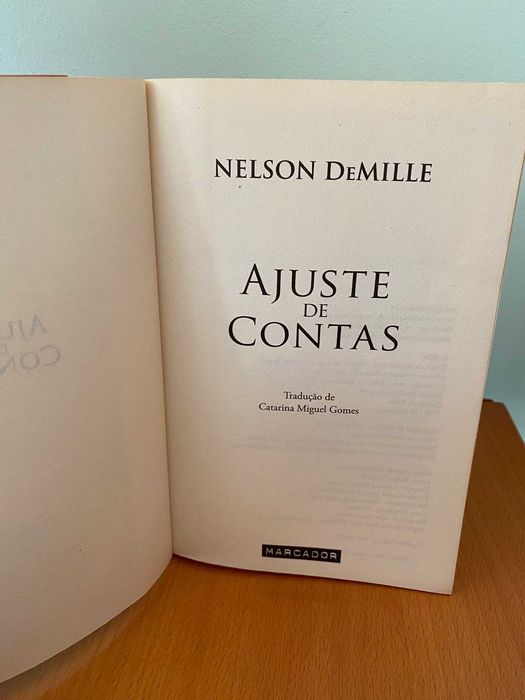 NELSON DEMILLE
AJUSTE
DE
CONTAS
Tradução de
Catarina Miguel Gomes
MARCADOR